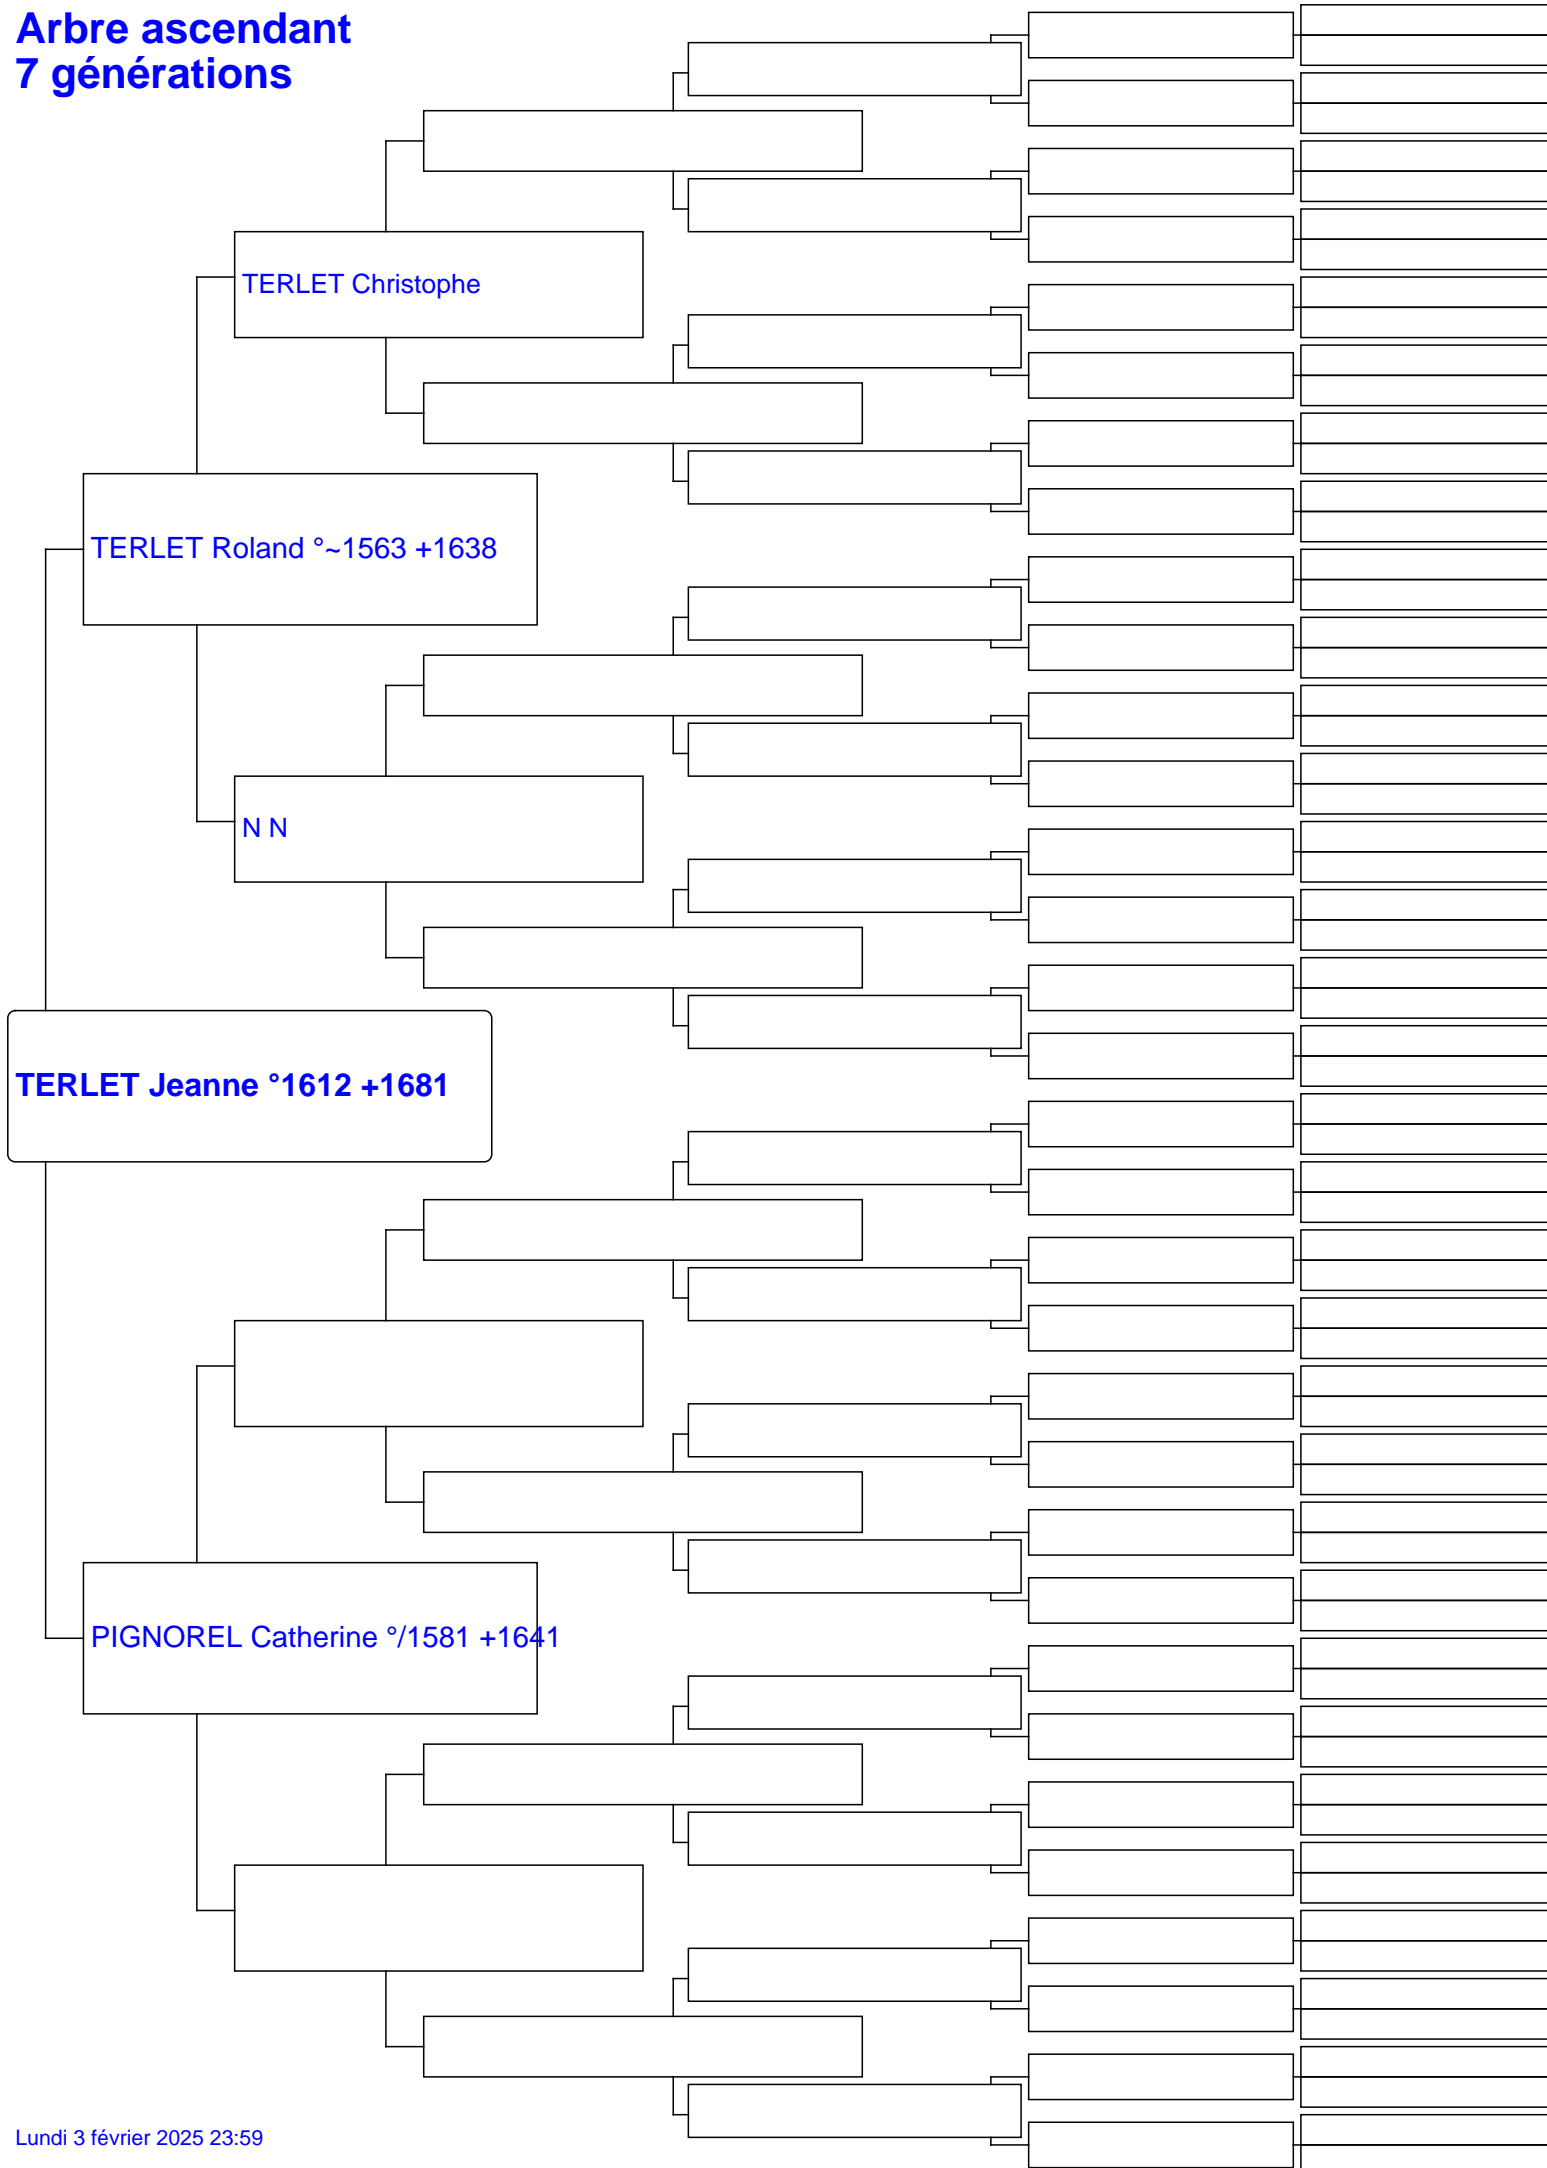 Arbre ascendant
7 générations
TERLET Christophe
TERLET Roland °~1563 +1638
N N
TERLET Jeanne °1612 +1681
PIGNOREL Catherine °/1581 +1641
Lundi 3 février 2025 23:59